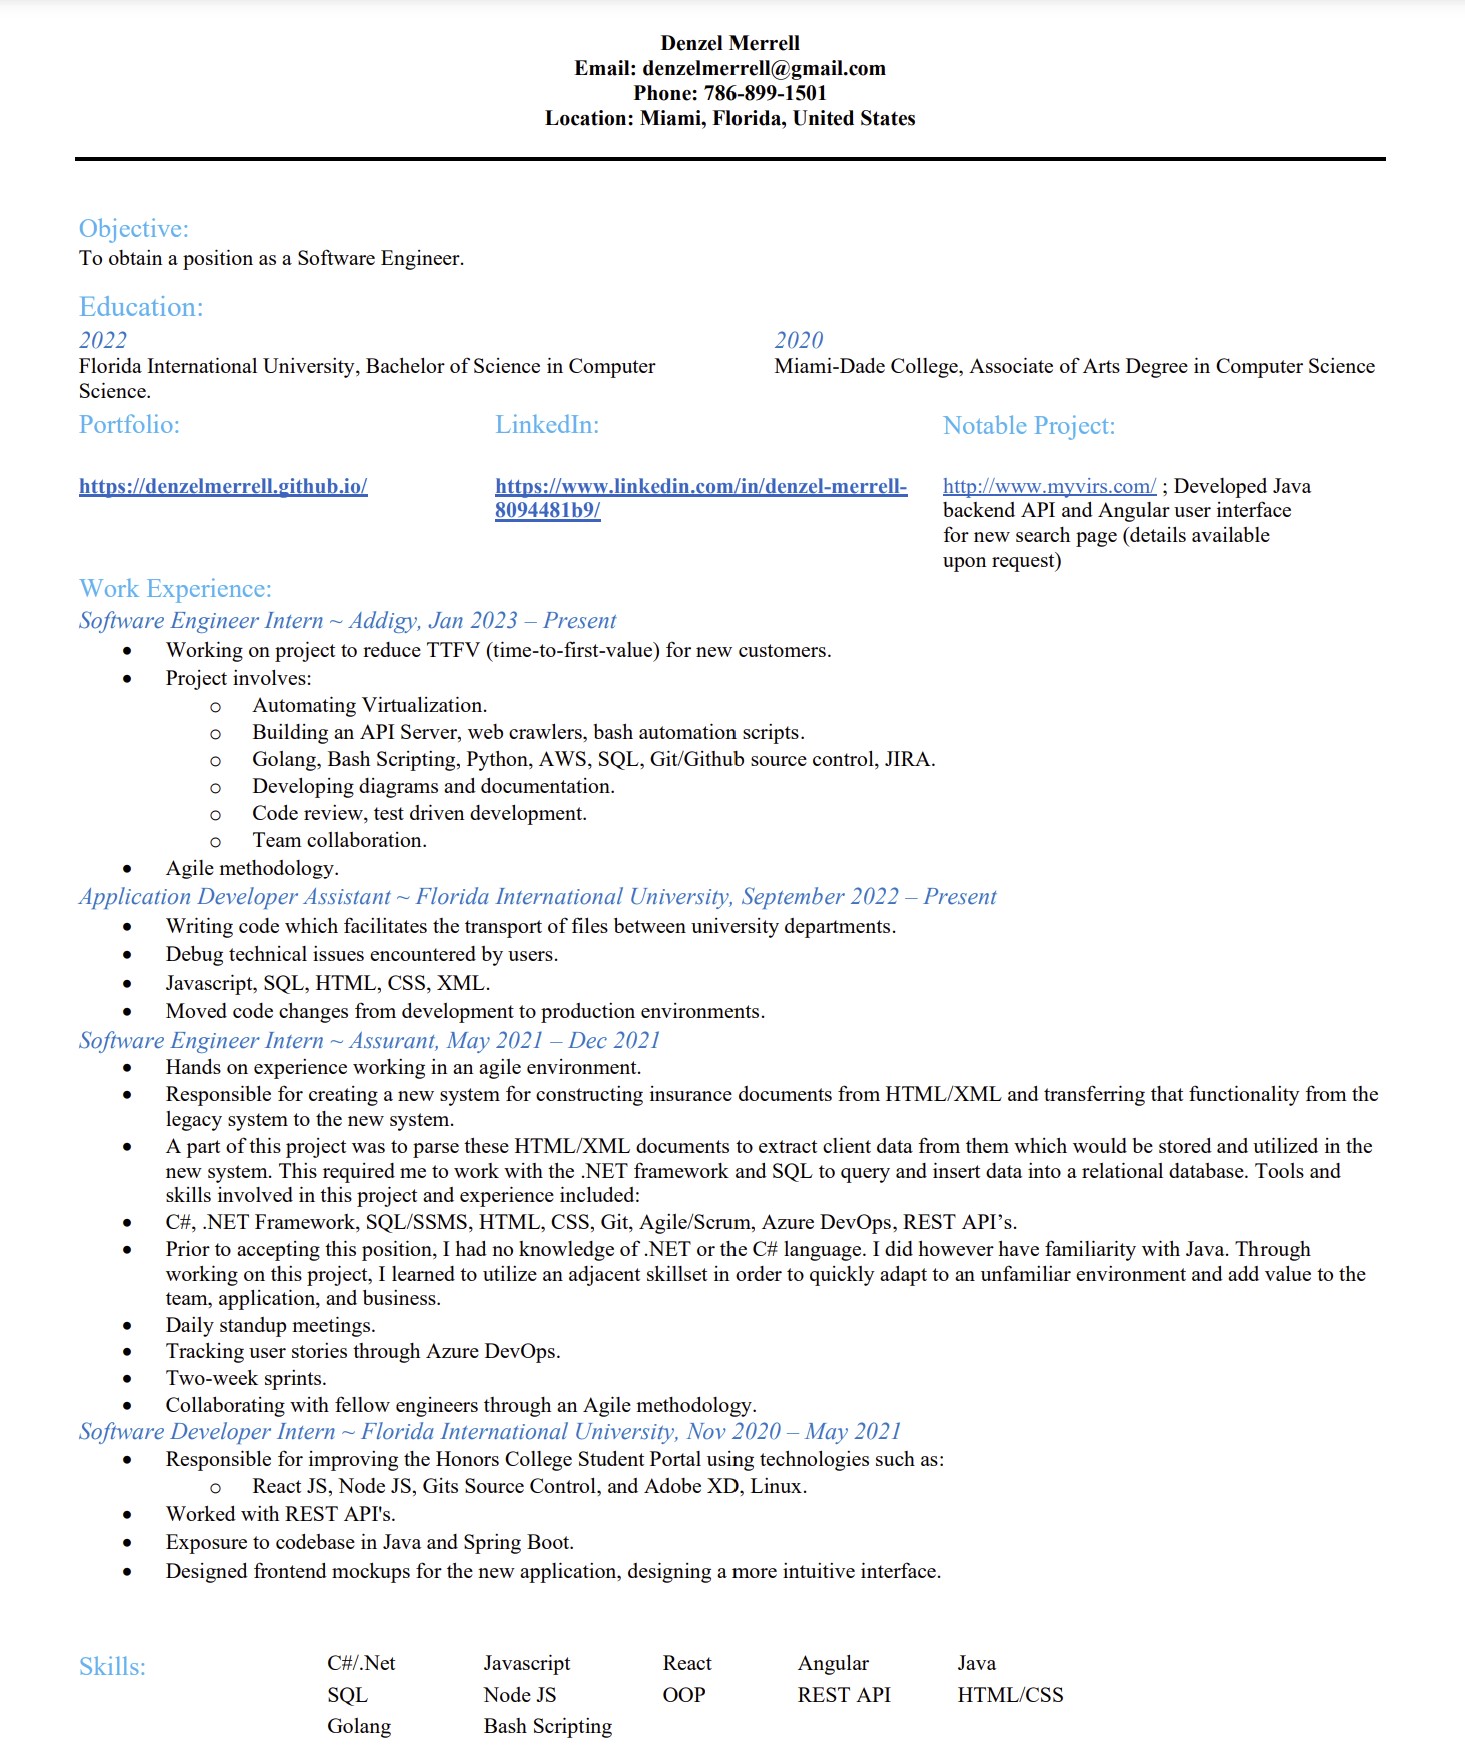 Denzel Merrell
Email: denzelmerrell@gmail.com
Phone: 786-899-1501
Location: Miami, Florida, United States
Objective:
To obtain a position as a Software Engineer.
Education:
2022
Florida International University, Bachelor of Science in Computer
Science.
2020
Miami-Dade College, Associate of Arts Degree in Computer Science
Portfolio:
https://denzelmerrell.github.io/
LinkedIn:
https://www.linkedin.com/in/denzel-merrell-
8094481b9/
Notable Project:
http://www.myvirs.com/ ; Developed Java
backend API and Angular user interface
for new search page (details available
upon request)
Work Experience:
Software Engineer Intern ~ Addigy, Jan 2023 – Present
• Working on project to reduce TTFV (time-to-first-value) for new customers.
• Project involves:
o Automating Virtualization.
o Building an API Server, web crawlers, bash automation scripts.
o Golang, Bash Scripting, Python, AWS, SQL, Git/Github source control, JIRA.
o Developing diagrams and documentation.
o Code review, test driven development.
o Team collaboration.
• Agile methodology.
Application Developer Assistant ~ Florida International University, September 2022 – Present
• Writing code which facilitates the transport of files between university departments.
• Debug technical issues encountered by users.
• Javascript, SQL, HTML, CSS, XML.
• Moved code changes from development to production environments.
Software Engineer Intern ~ Assurant, May 2021 – Dec 2021
• Hands on experience working in an agile environment.
• Responsible for creating a new system for constructing insurance documents from HTML/XML and transferring that functionality from the
legacy system to the new system.
• A part of this project was to parse these HTML/XML documents to extract client data from them which would be stored and utilized in the
new system. This required me to work with the .NET framework and SQL to query and insert data into a relational database. Tools and
skills involved in this project and experience included:
• C#, .NET Framework, SQL/SSMS, HTML, CSS, Git, Agile/Scrum, Azure DevOps, REST API’s.
• Prior to accepting this position, I had no knowledge of .NET or the C# language. I did however have familiarity with Java. Through
working on this project, I learned to utilize an adjacent skillset in order to quickly adapt to an unfamiliar environment and add value to the
team, application, and business.
• Daily standup meetings.
• Tracking user stories through Azure DevOps.
• Two-week sprints.
• Collaborating with fellow engineers through an Agile methodology.
Software Developer Intern ~ Florida International University, Nov 2020 – May 2021
• Responsible for improving the Honors College Student Portal using technologies such as:
o React JS, Node JS, Gits Source Control, and Adobe XD, Linux.
• Worked with REST API's.
• Exposure to codebase in Java and Spring Boot.
• Designed frontend mockups for the new application, designing a more intuitive interface.
Skills:
C#/.Net Javascript React Angular Java
SQL Node JS OOP REST API HTML/CSS
Golang Bash Scripting